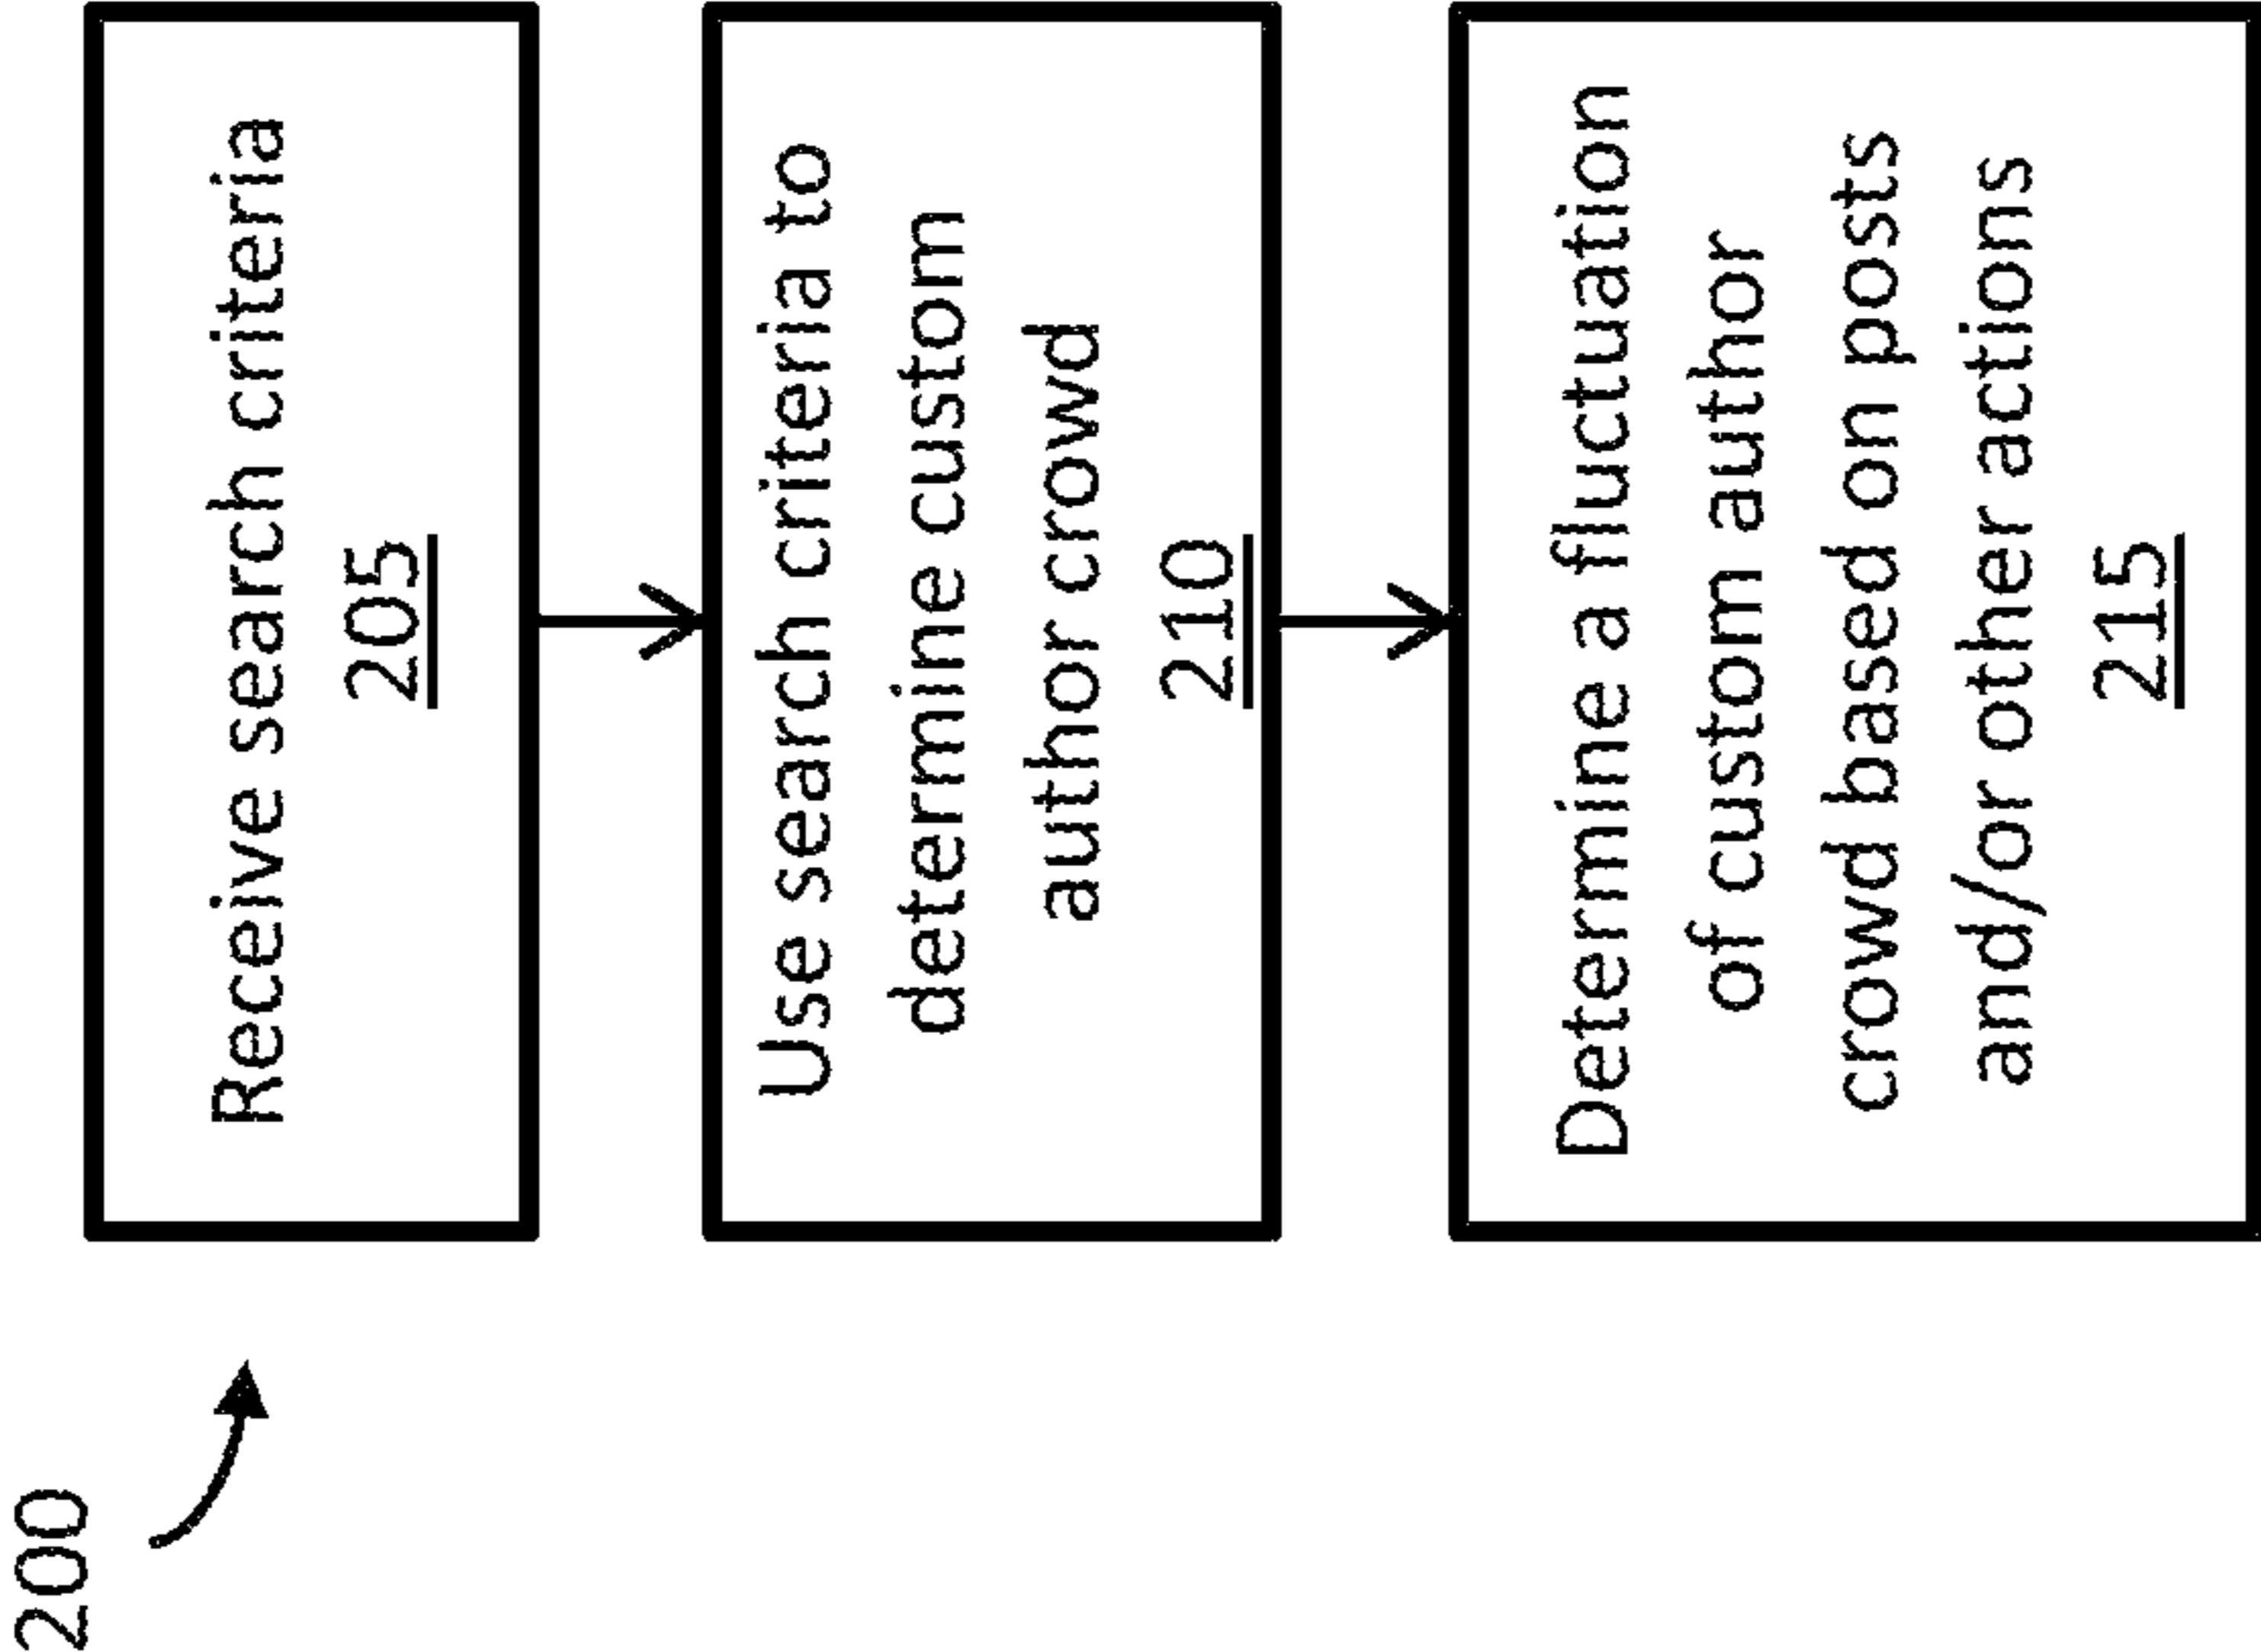 200
Receive search criteria
205
Use search criteria to
determine custom
author crowd
210
Determine a fluctuation
of custom author
crowd based on posts
and/or other actions
215